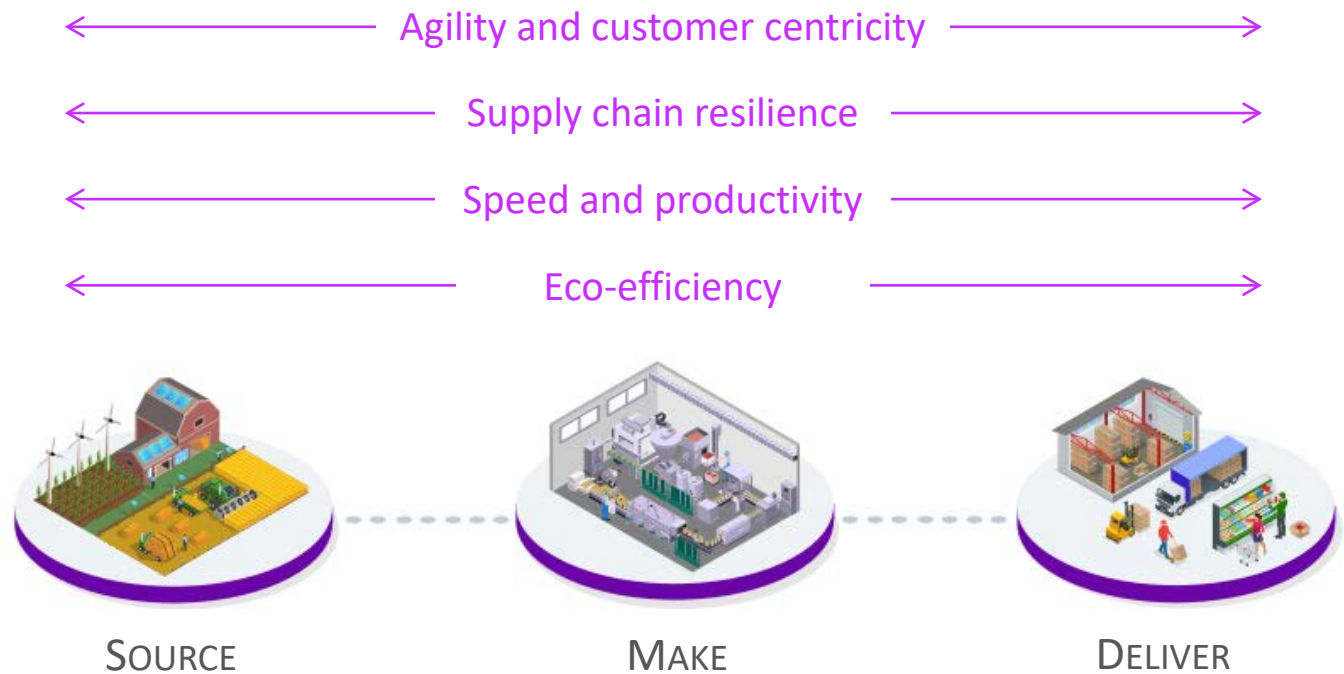 Agility and customer centricity
Supply chain resilience
Speed and productivity
Eco-efficiency
SOURCE
MAKE
DELIVER